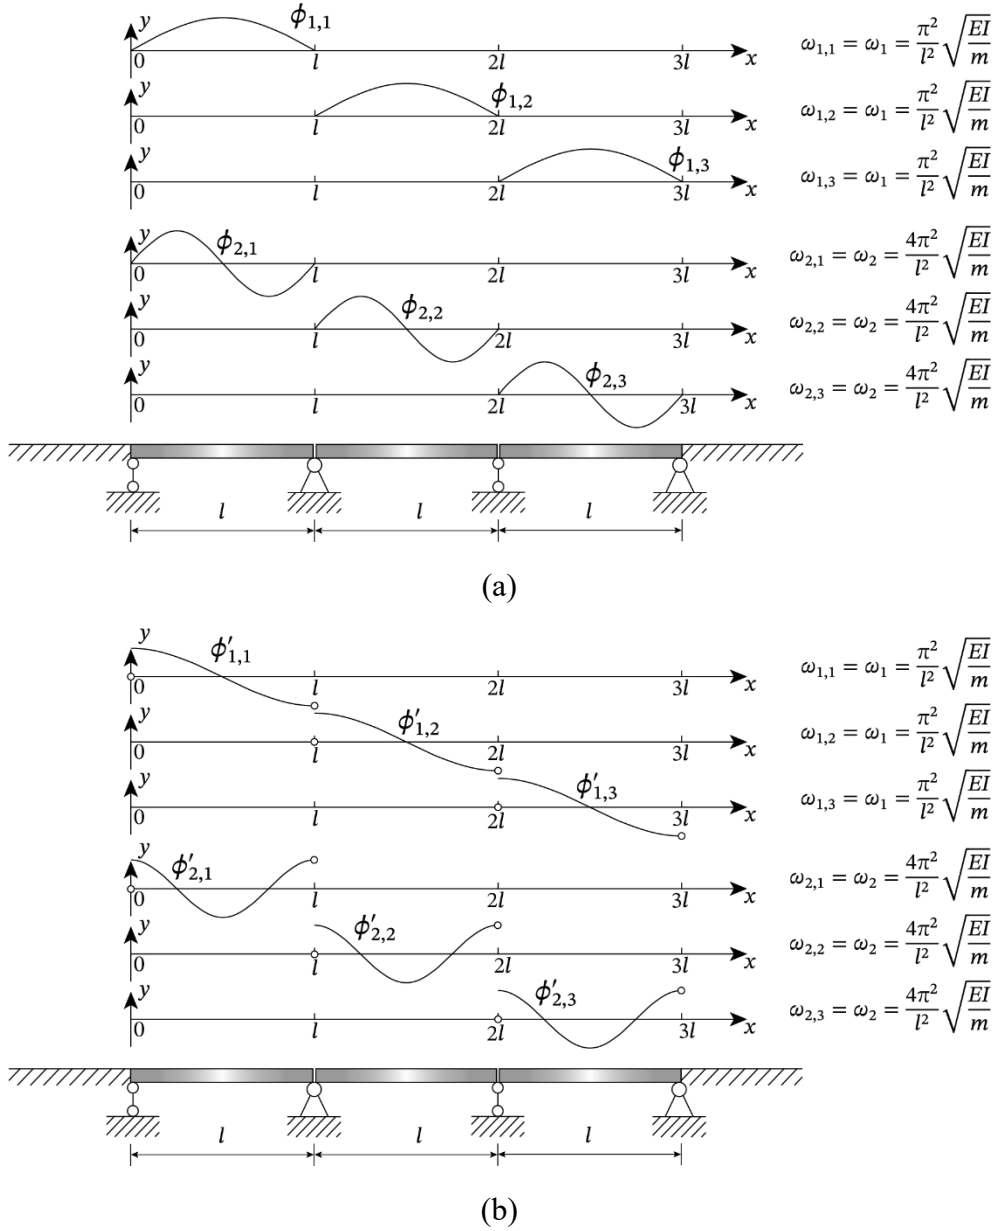 y ϕ₁,₁ 0 l 2l 3l x ω₁,₁ = ω₁ = π²/l² √(EI/m)
y ϕ₁,₂ 0 l 2l 3l x ω₁,₂ = ω₁ = π²/l² √(EI/m)
y ϕ₁,₃ 0 l 2l 3l x ω₁,₃ = ω₁ = π²/l² √(EI/m)
y ϕ₂,₁ 0 l 2l 3l x ω₂,₁ = ω₂ = 4π²/l² √(EI/m)
y ϕ₂,₂ 0 l 2l 3l x ω₂,₂ = ω₂ = 4π²/l² √(EI/m)
y ϕ₂,₃ 0 l 2l 3l x ω₂,₃ = ω₂ = 4π²/l² √(EI/m)
l l l
(a)
y ϕ′₁,₁ 0 l 2l 3l x ω₁,₁ = ω₁ = π²/l² √(EI/m)
y ϕ′₁,₂ 0 l 2l 3l x ω₁,₂ = ω₁ = π²/l² √(EI/m)
y ϕ′₁,₃ 0 l 2l 3l x ω₁,₃ = ω₁ = π²/l² √(EI/m)
y ϕ′₂,₁ 0 l 2l 3l x ω₂,₁ = ω₂ = 4π²/l² √(EI/m)
y ϕ′₂,₂ 0 l 2l 3l x ω₂,₂ = ω₂ = 4π²/l² √(EI/m)
y ϕ′₂,₃ 0 l 2l 3l x ω₂,₃ = ω₂ = 4π²/l² √(EI/m)
l l l
(b)